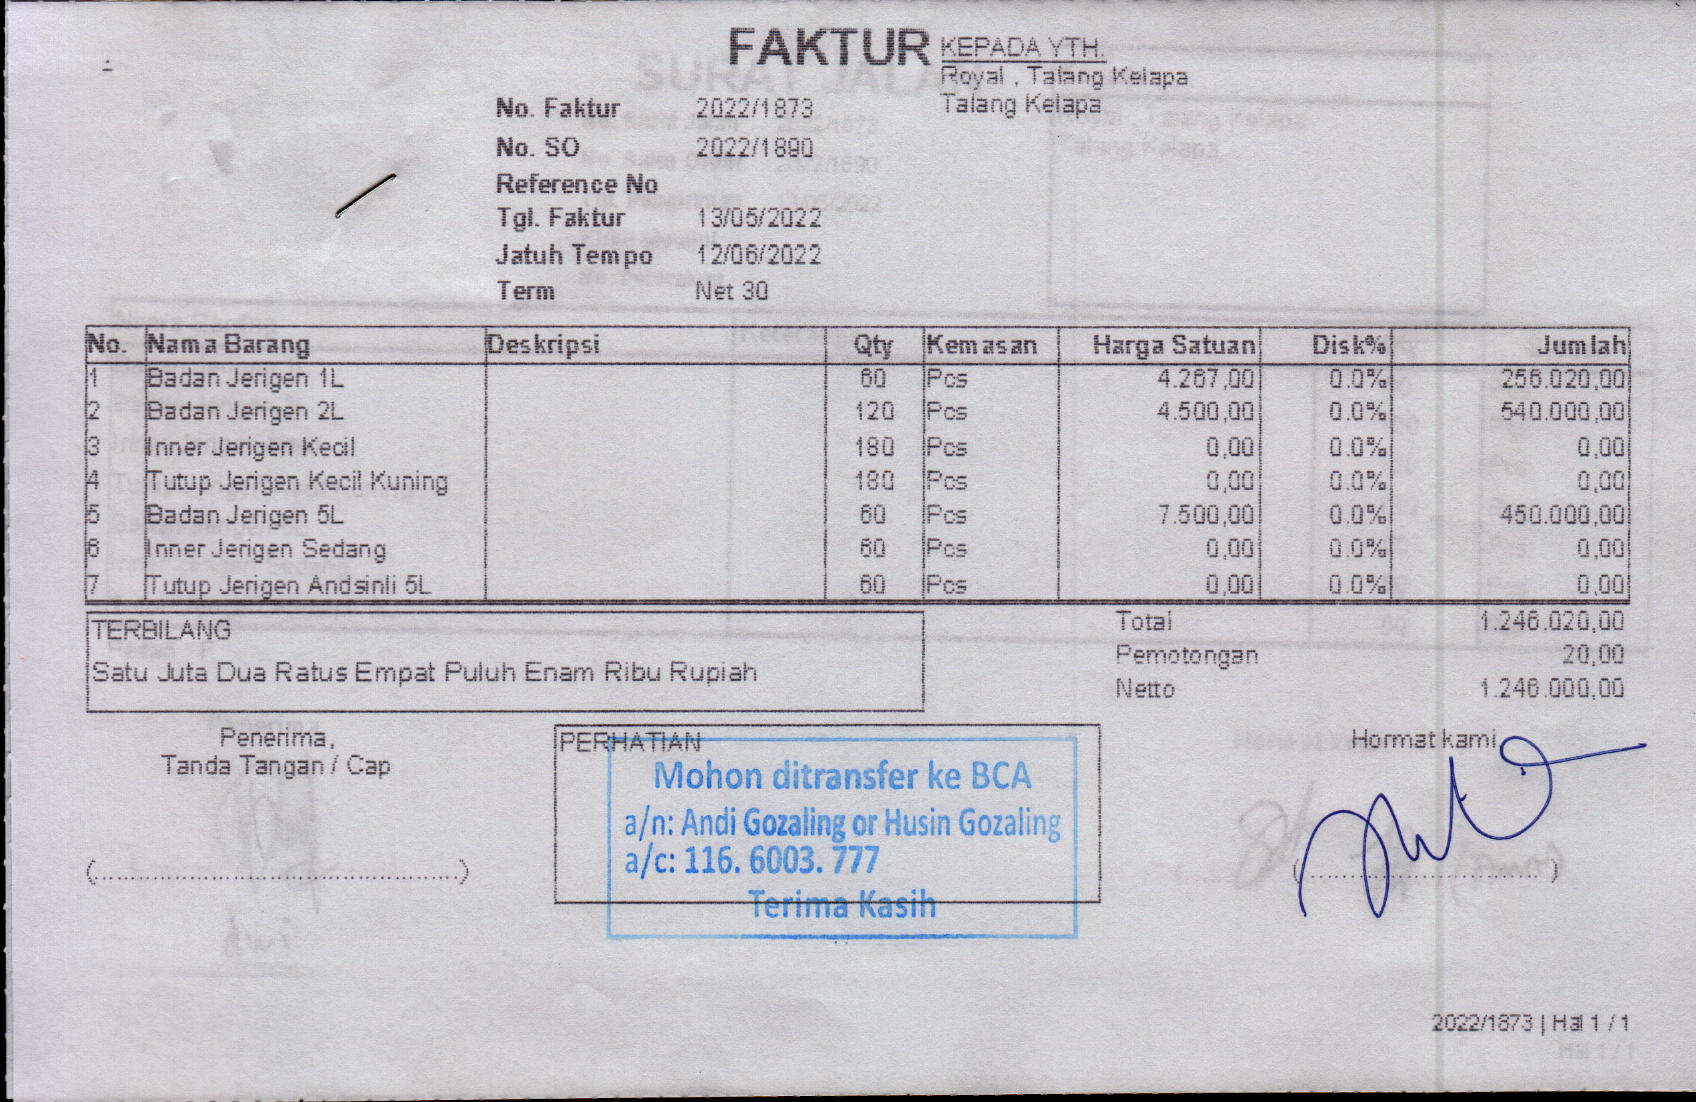 FAKTUR
KEPADA YTH.
Royal , Talang Kelapa
Talang Kelapa
No. Faktur 2022/1873
No. SO 2022/1890
Reference No
Tgl. Faktur 13/05/2022
Jatuh Tempo 12/06/2022
Term Net 30
No. Nama Barang Deskripsi Qty Kemasan Harga Satuan Disk% Jumlah
1 Badan Jerigen 1L 60 Pcs 4.267,00 0.0% 256.020,00
2 Badan Jerigen 2L 120 Pcs 4.500,00 0.0% 540.000,00
3 Inner Jerigen Kecil 180 Pcs 0,00 0.0% 0,00
4 Tutup Jerigen Kecil Kuning 180 Pcs 0,00 0.0% 0,00
5 Badan Jerigen 5L 60 Pcs 7.500,00 0.0% 450.000,00
6 Inner Jerigen Sedang 60 Pcs 0,00 0.0% 0,00
7 Tutup Jerigen Andsinli 5L 60 Pcs 0,00 0.0% 0,00
TERBILANG
Satu Juta Dua Ratus Empat Puluh Enam Ribu Rupiah
Total 1.246.020,00
Pemotongan 20,00
Netto 1.246.000,00
Penerima,
Tanda Tangan / Cap
(..................................................)
PERHATIAN
Mohon ditransfer ke BCA
a/n: Andi Gozaling or Husin Gozaling
a/c: 116. 6003. 777
Terima Kasih
Hormat kami
(..................................)
2022/1873 | Hal 1 / 1